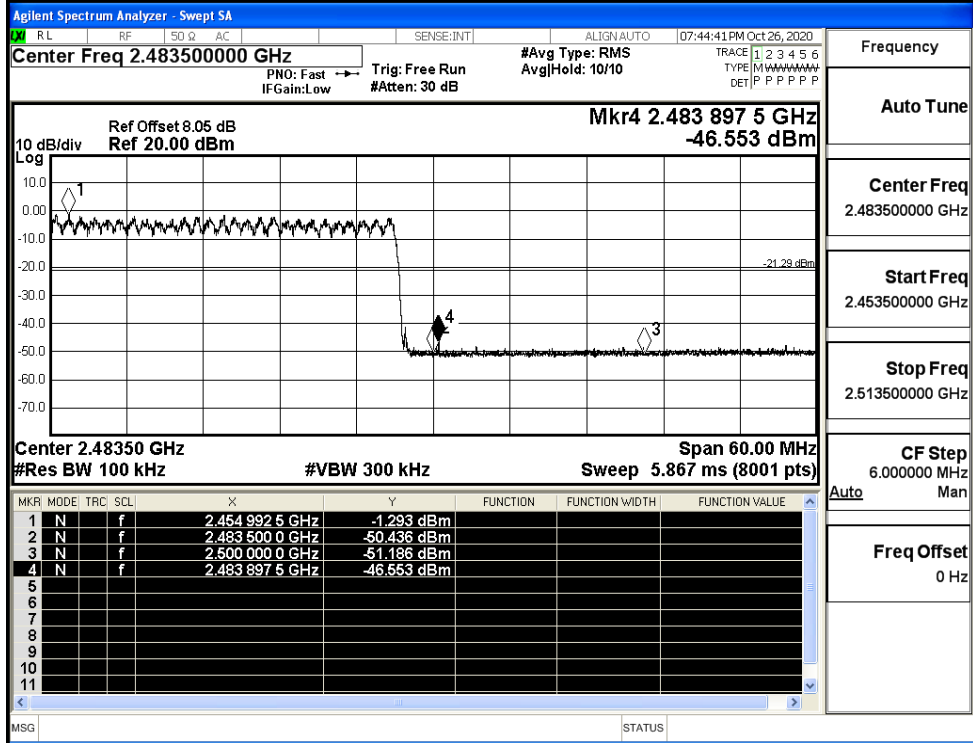 Agilent Spectrum Analyzer - Swept SA
LXI RL RF 50 Ω AC SENSE:INT ALIGN AUTO 07:44:41 PM Oct 26, 2020
Center Freq 2.483500000 GHz
PNO: Fast
IFGain:Low
Trig: Free Run
#Atten: 30 dB
#Avg Type: RMS
Avg|Hold: 10/10
TRACE 1 2 3 4 5 6
TYPE M W W W W W
DET P P P P P P
Ref Offset 8.05 dB
10 dB/div Ref 20.00 dBm
Log
Mkr4 2.483 897 5 GHz
-46.553 dBm
10.0
0.00
-10.0
-20.0
-30.0
-40.0
-50.0
-60.0
-70.0
1
-21.29 dBm
4
3
Center 2.48350 GHz Span 60.00 MHz
#Res BW 100 kHz #VBW 300 kHz Sweep 5.867 ms (8001 pts)
MKR MODE TRC SCL X Y FUNCTION FUNCTION WIDTH FUNCTION VALUE
1 N f 2.454 992 5 GHz -1.293 dBm
2 N f 2.483 500 0 GHz -50.436 dBm
3 N f 2.500 000 0 GHz -51.186 dBm
4 N f 2.483 897 5 GHz -46.553 dBm
5
6
7
8
9
10
11
MSG STATUS
Frequency
Auto Tune
Center Freq
2.483500000 GHz
Start Freq
2.453500000 GHz
Stop Freq
2.513500000 GHz
CF Step
6.000000 MHz
Auto Man
Freq Offset
0 Hz